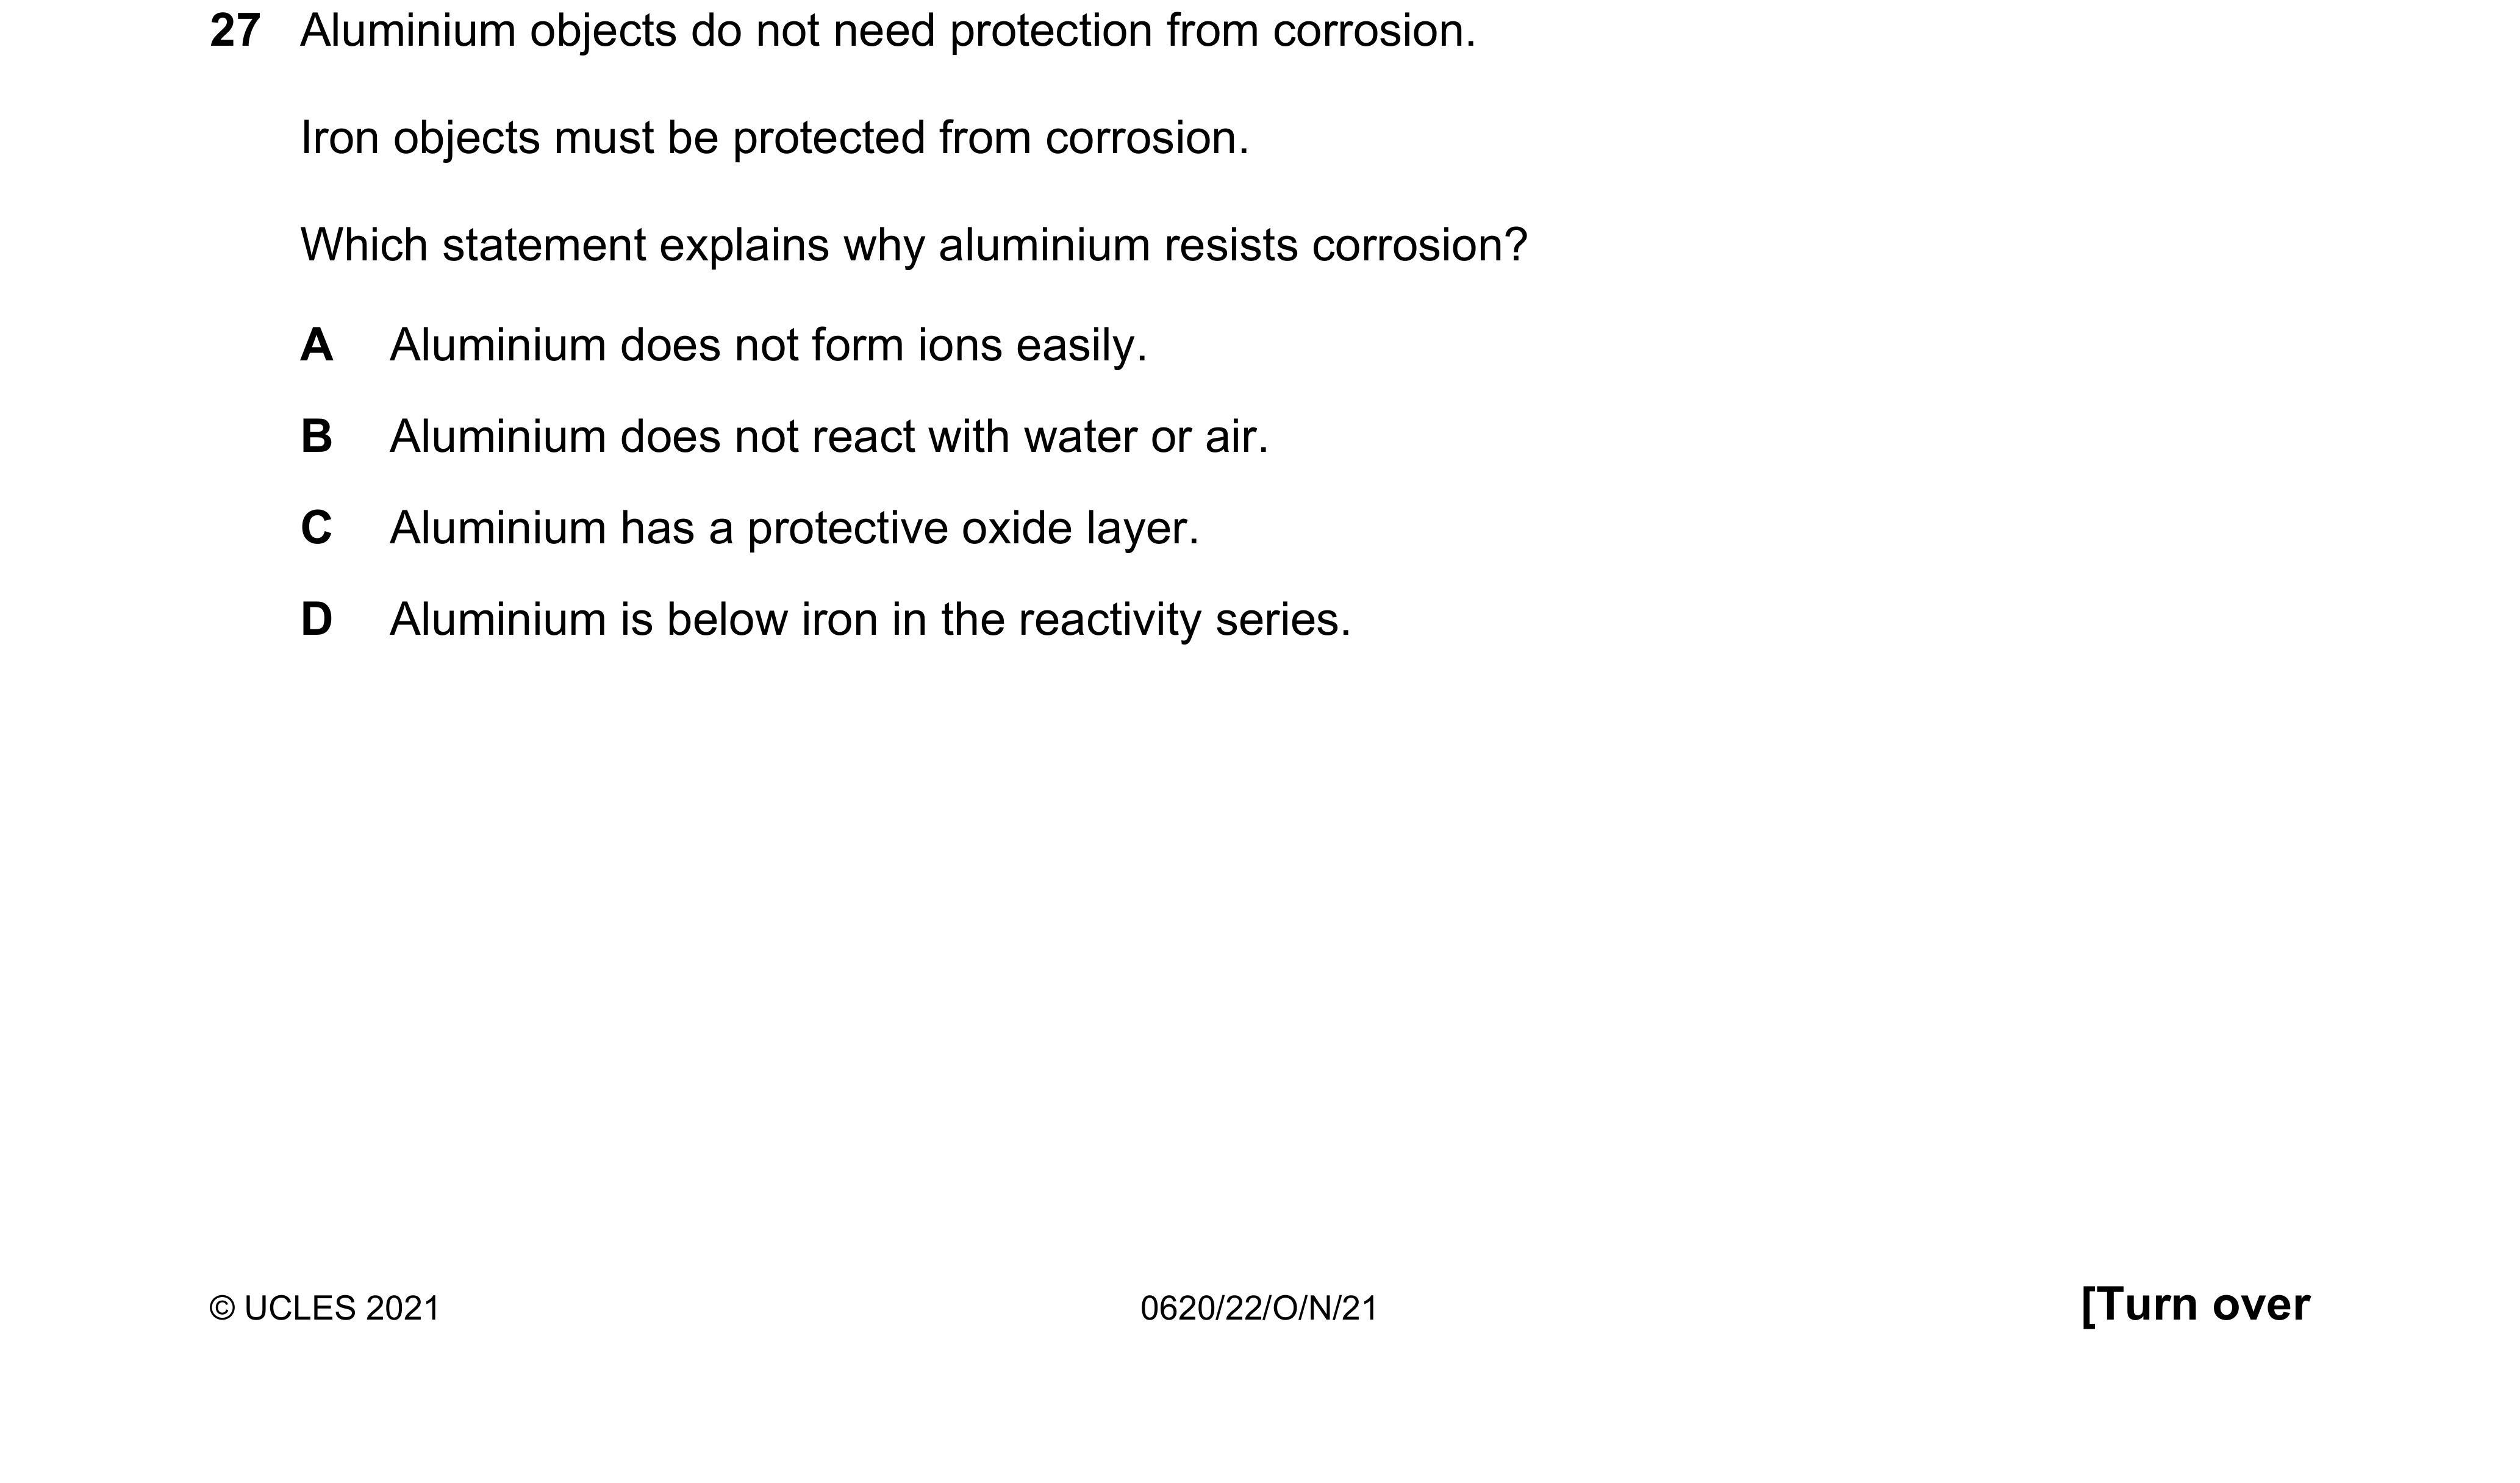 27 Aluminium objects do not need protection from corrosion.
Iron objects must be protected from corrosion.
Which statement explains why aluminium resists corrosion?
A Aluminium does not form ions easily.
B Aluminium does not react with water or air.
C Aluminium has a protective oxide layer.
D Aluminium is below iron in the reactivity series.
© UCLES 2021 0620/22/O/N/21 [Turn over